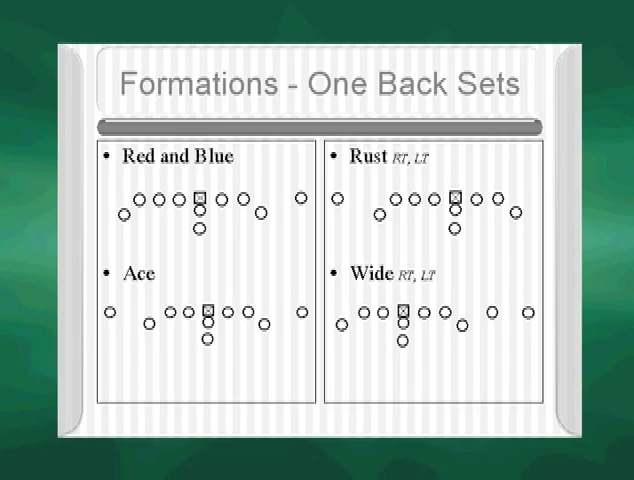 Formations - One Back Sets
• Red and Blue
• Rust RT, LT
• Ace
• Wide RT, LT